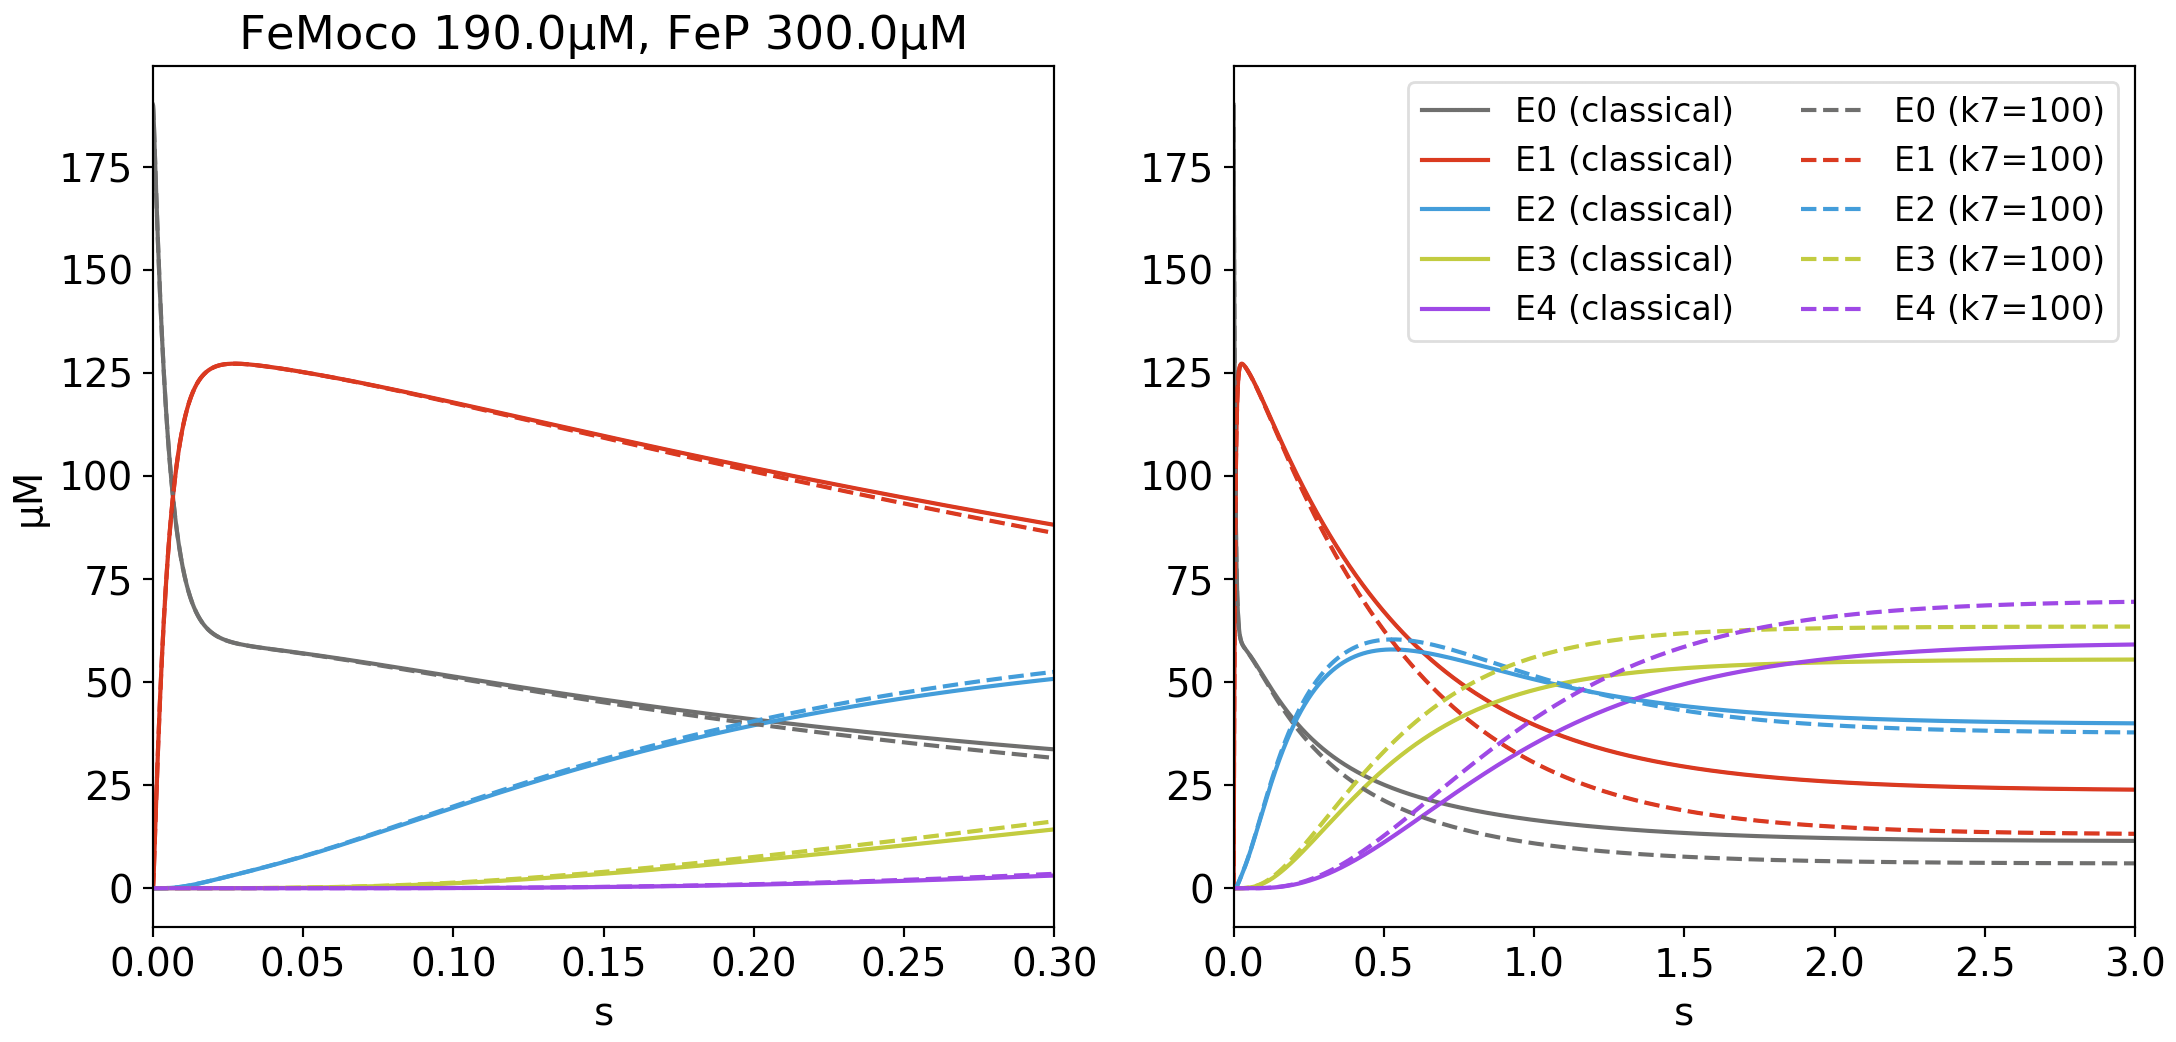 FeMoco 190.0µM, FeP 300.0µM
µM
175
150
125
100
75
50
25
0
0.00 0.05 0.10 0.15 0.20 0.25 0.30
s
175
150
125
100
75
50
25
0
0.0 0.5 1.0 1.5 2.0 2.5 3.0
s
E0 (classical) E0 (k7=100)
E1 (classical) E1 (k7=100)
E2 (classical) E2 (k7=100)
E3 (classical) E3 (k7=100)
E4 (classical) E4 (k7=100)